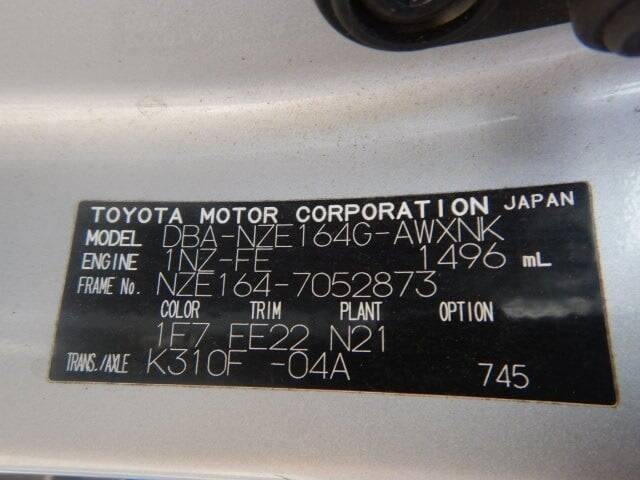 TOYOTA MOTOR CORPORATION JAPAN
MODEL DBA-NZE164G-AWXNK
ENGINE 1NZ-FE 1496 mL
FRAME No. NZE164-7052873
COLOR TRIM PLANT OPTION
1F7 FE22 N21
TRANS./AXLE K310F -04A 745